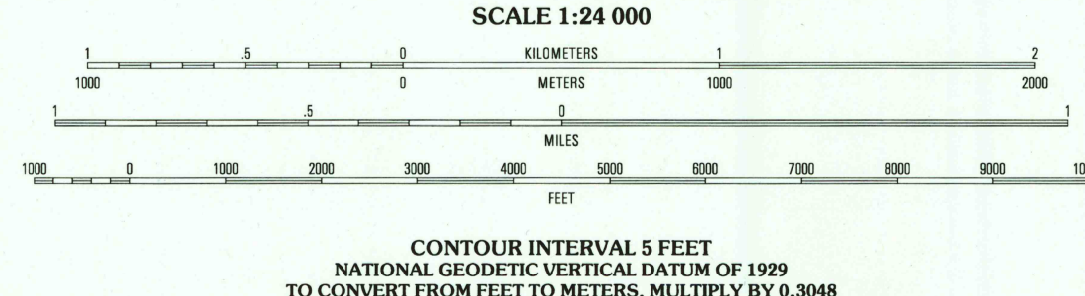 SCALE 1:24 000
1 .5 0 KILOMETERS 1 2
1000 0 METERS 1000 2000
1 .5 0 1
MILES
1000 0 1000 2000 3000 4000 5000 6000 7000 8000 9000 10
FEET
CONTOUR INTERVAL 5 FEET
NATIONAL GEODETIC VERTICAL DATUM OF 1929
TO CONVERT FROM FEET TO METERS, MULTIPLY BY 0.3048